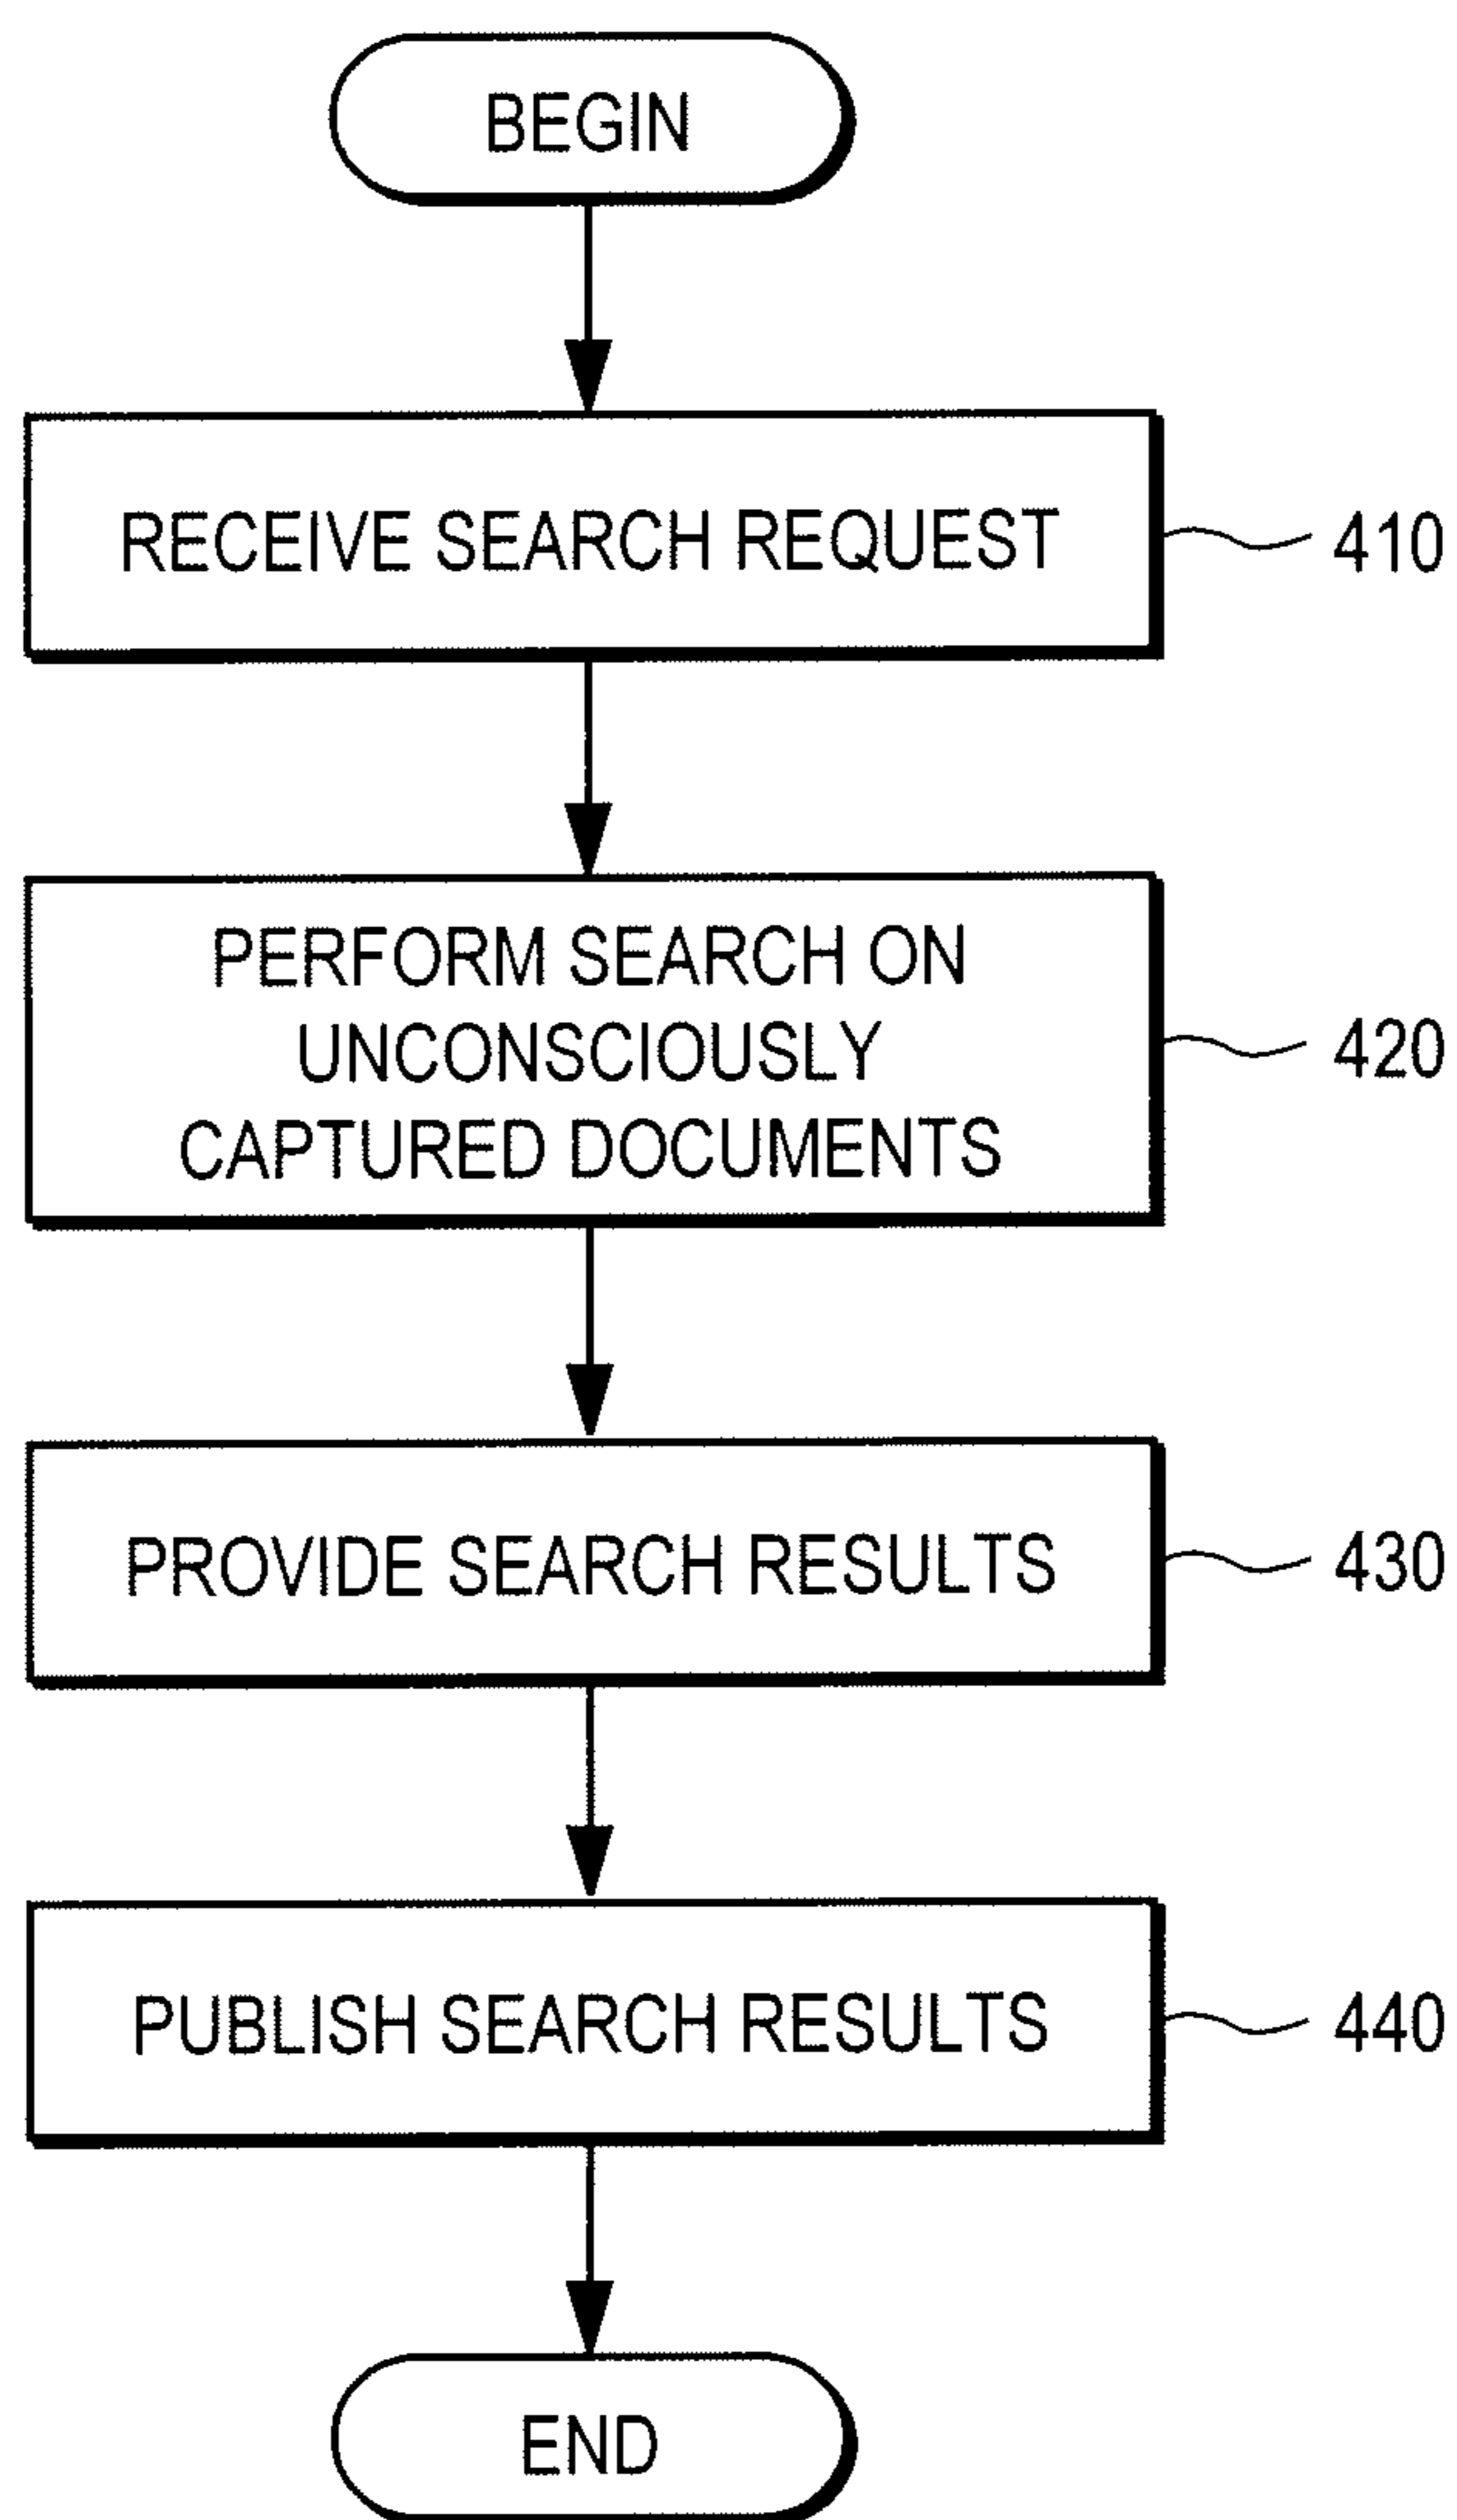 BEGIN
RECEIVE SEARCH REQUEST
410
PERFORM SEARCH ON
UNCONSCIOUSLY
CAPTURED DOCUMENTS
420
PROVIDE SEARCH RESULTS
430
PUBLISH SEARCH RESULTS
440
END